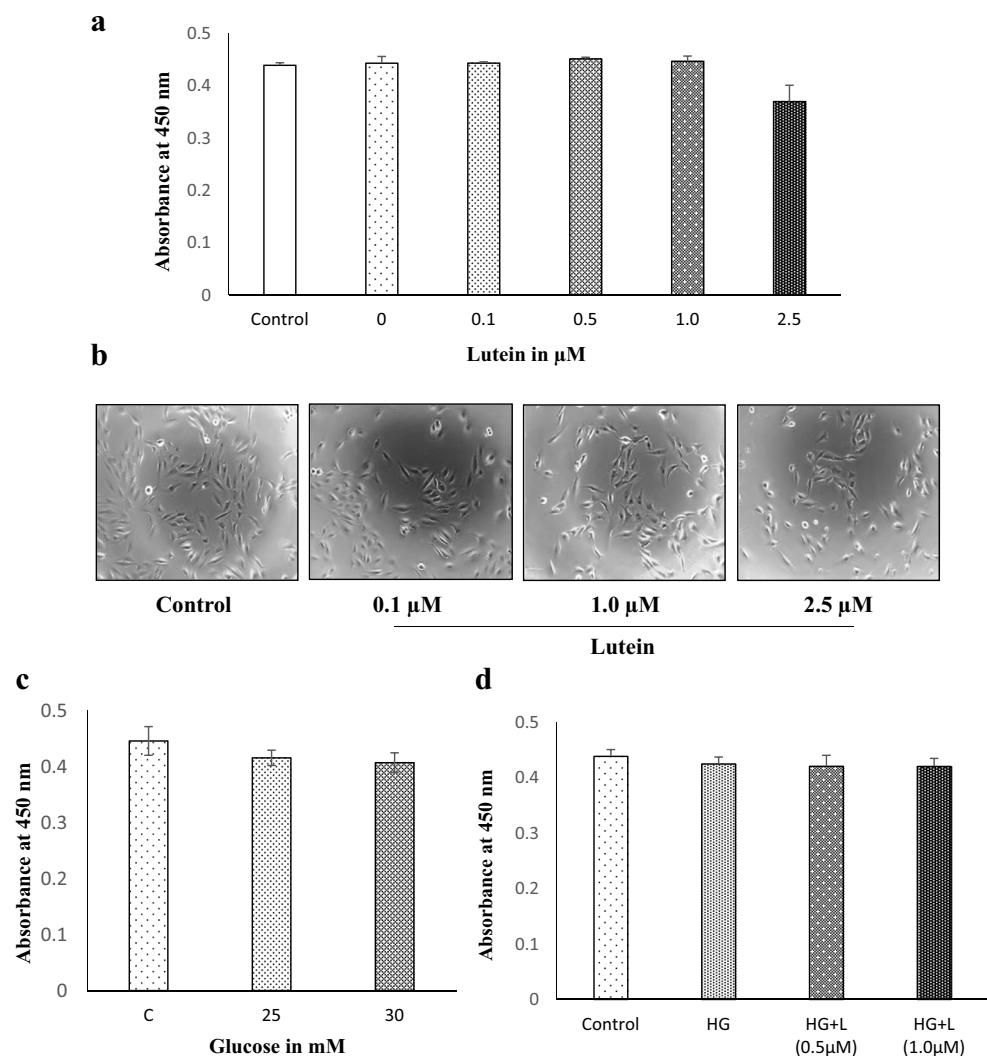 a
0.5
0.4
0.3
0.2
0.1
0
Absorbance at 450 nm
Control 0 0.1 0.5 1.0 2.5
Lutein in µM
b
Control 0.1 µM 1.0 µM 2.5 µM
Lutein
c
0.5
0.4
0.3
0.2
0.1
0
Absorbance at 450 nm
C 25 30
Glucose in mM
d
0.5
0.4
0.3
0.2
0.1
0
Absorbance at 450 nm
Control HG HG+L HG+L
(0.5µM) (1.0µM)